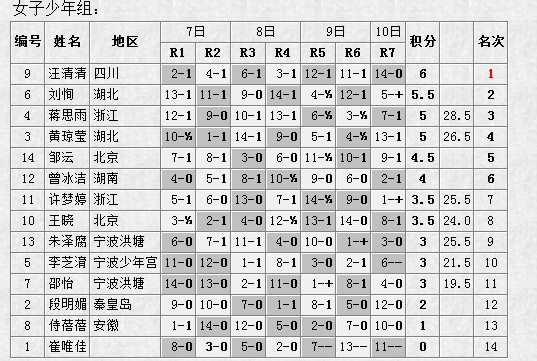 女子少年组：
编号 姓名 地区 7日 8日 9日 10日 积分 名次
R1 R2 R3 R4 R5 R6 R7
9 汪清清 四川 2-1 4-1 6-1 3-1 12-1 11-1 14-0 6 1
6 刘恂 湖北 13-1 11-1 9-0 14-1 4-½ 12-1 5-+ 5.5 2
4 蒋思雨 浙江 12-1 9-0 10-1 13-1 6-½ 3-½ 7-1 5 28.5 3
3 黄琼莹 湖北 10-½ 1-1 14-1 9-0 5-1 4-½ 13-1 5 26.5 4
14 邹沄 北京 7-1 8-1 3-0 6-0 11-½ 10-1 9-1 4.5 5
12 曾冰洁 湖南 4-0 5-1 8-1 10-½ 9-0 6-0 2-1 4 6
11 许梦婷 浙江 5-1 6-0 13-0 7-1 14-½ 9-0 1-+ 3.5 25.5 7
10 王晓 北京 3-½ 2-1 4-0 12-½ 13-1 14-0 8-1 3.5 24.0 8
13 朱泽腐 宁波洪塘 6-0 7-1 11-1 4-0 10-0 1-+ 3-0 3 25.5 9
5 李芝淯 宁波少年宫 11-0 12-0 1-1 8-1 3-0 2-1 6-- 3 21.5 10
7 邵怡 宁波洪塘 14-0 13-0 2-1 11-0 1-+ 8-1 4-0 3 19.5 11
2 段明媚 秦皇岛 9-0 10-0 7-0 1-1 8-1 5-0 12-0 2 12
8 侍蓓蓓 安徽 1-1 14-0 12-0 5-0 2-0 7-0 10-0 1 13
1 崔唯佳 8-0 3-0 5-0 2-0 7-- 13-- 11-- 0 14